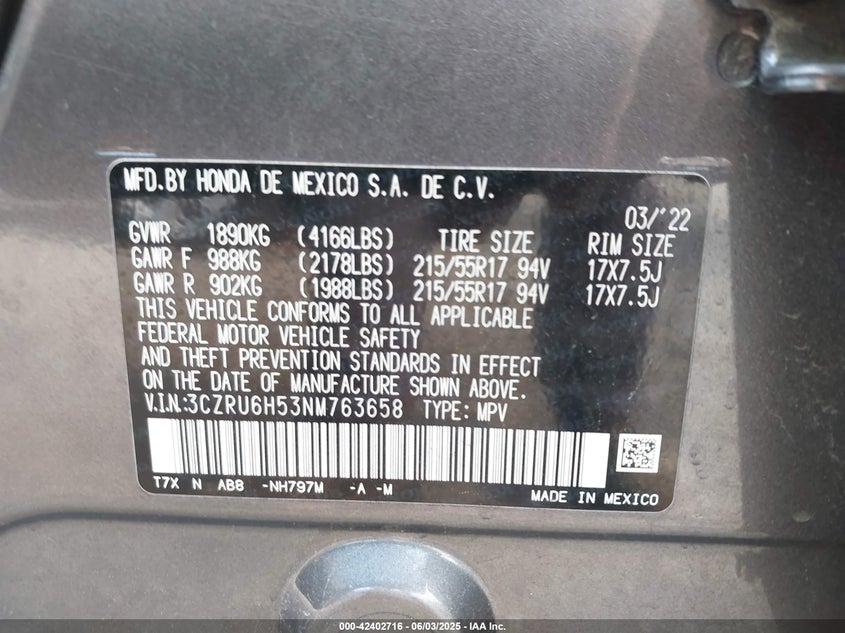 MFD.BY HONDA DE MEXICO S.A. DE C.V.
03/'22
GVWR 1890KG (4166LBS) TIRE SIZE RIM SIZE
GAWR F 988KG (2178LBS) 215/55R17 94V 17X7.5J
GAWR R 902KG (1988LBS) 215/55R17 94V 17X7.5J
THIS VEHICLE CONFORMS TO ALL APPLICABLE
FEDERAL MOTOR VEHICLE SAFETY
AND THEFT PREVENTION STANDARDS IN EFFECT
ON THE DATE OF MANUFACTURE SHOWN ABOVE.
V.I.N.:3CZRU6H53NM763658 TYPE: MPV
T7X N AB8 -NH797M -A -M
MADE IN MEXICO
000-42402716 - 06/03/2025 - IAA Inc.